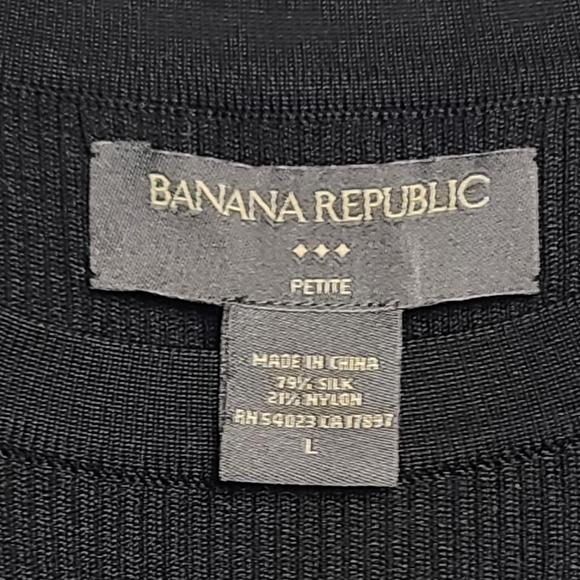 BANANA REPUBLIC
PETITE
MADE IN CHINA
79% SILK
21% NYLON
RN 54023 CA 17897
L